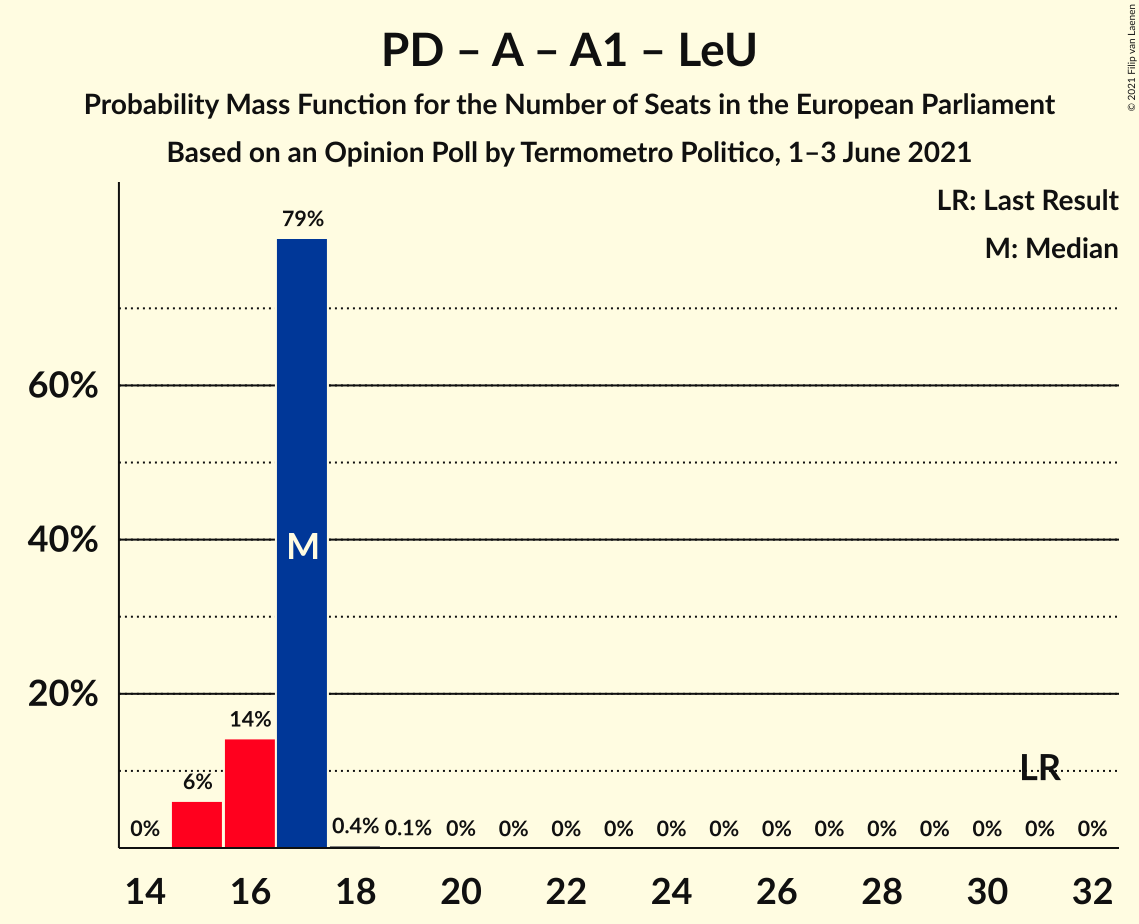 PD – A – A1 – LeU
Probability Mass Function for the Number of Seats in the European Parliament
Based on an Opinion Poll by Termometro Politico, 1–3 June 2021
© 2021 Filip van Laenen
LR: Last Result
M: Median
79%
60%
40%
M
20%
14%
6%
LR
0% 0.4% 0.1% 0% 0% 0% 0% 0% 0% 0% 0% 0% 0% 0% 0% 0%
14 16 18 20 22 24 26 28 30 32